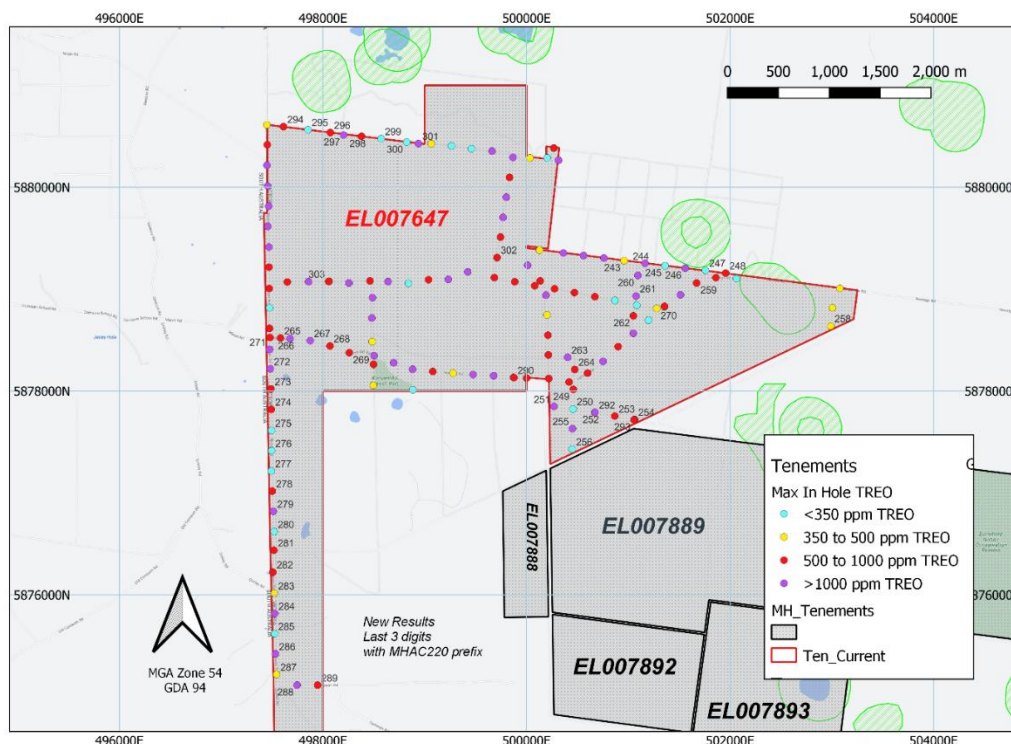 496000E 498000E 500000E 502000E 504000E
0 500 1,000 1,500 2,000 m
294 295 296 299 301
297 298 300
5880000N 5880000N
EL007647
302
243 244 245 246 247 248
303 260 259
261
262 270 258
271 265 267
266 268 263
272 269 264
273 290
274 251 249 250 292 253 254
275 255 252 293
276 256
277
5878000N 5878000N
278
279
280
281
282
283
284
285
286
287
288 289
EL007888
EL007889
EL007892
EL007893
5876000N 876000N
MGA Zone 54
GDA 94
New Results
Last 3 digits
with MHAC220 prefix
Tenements
Max In Hole TREO
<350 ppm TREO
350 to 500 ppm TREO
500 to 1000 ppm TREO
>1000 ppm TREO
MH_Tenements
Ten_Current
G